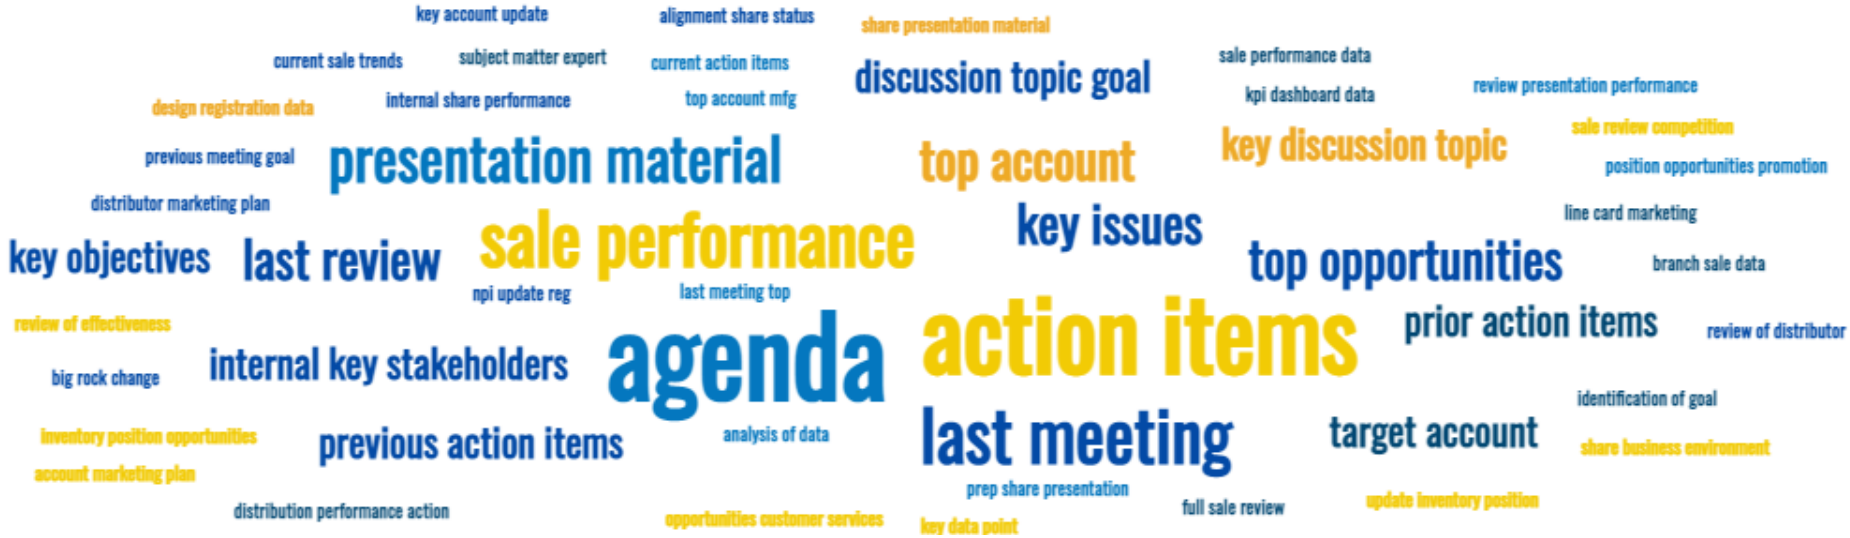 key account update
alignment share status
share presentation material
current sale trends
subject matter expert
current action items
discussion topic goal
sale performance data
review presentation performance
design registration data
internal share performance
top account mfg
kpi dashboard data
sale review competition
previous meeting goal
presentation material
top account
key discussion topic
position opportunities promotion
distributor marketing plan
sale performance
key issues
line card marketing
key objectives
last review
top opportunities
branch sale data
npi update reg
last meeting top
review of effectiveness
internal key stakeholders
agenda
action items
prior action items
review of distributor
big rock change
identification of goal
inventory position opportunities
previous action items
analysis of data
last meeting
target account
share business environment
account marketing plan
prep share presentation
distribution performance action
opportunities customer services
key data point
full sale review
update inventory position